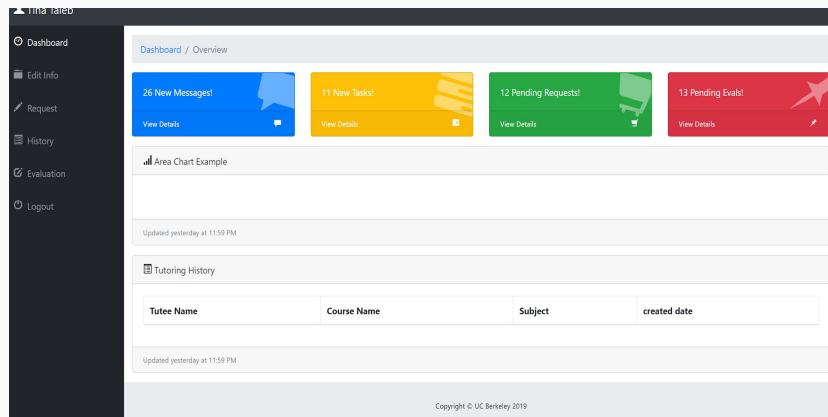 Tina Taleb
Dashboard
Edit Info
Request
History
Evaluation
Logout
Dashboard / Overview
26 New Messages!
View Details
11 New Tasks!
View Details
12 Pending Requests!
View Details
13 Pending Evals!
View Details
Area Chart Example
Updated yesterday at 11:59 PM
Tutoring History
Tutee Name Course Name Subject created date
Updated yesterday at 11:59 PM
Copyright © UC Berkeley 2019